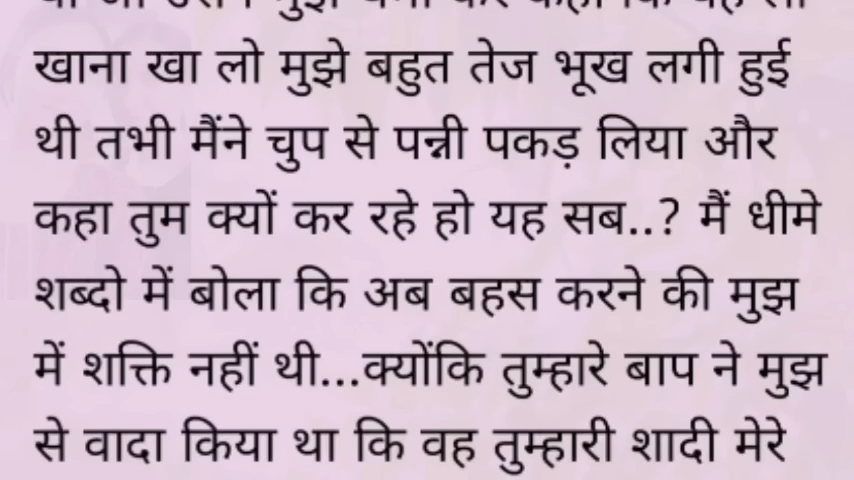 खाना खा लो मुझे बहुत तेज भूख लगी हुई
थी तभी मैंने चुप से पन्नी पकड़ लिया और
कहा तुम क्यों कर रहे हो यह सब..? मैं धीमे
शब्दो में बोला कि अब बहस करने की मुझ
में शक्ति नहीं थी...क्योंकि तुम्हारे बाप ने मुझ
से वादा किया था कि वह तुम्हारी शादी मेरे